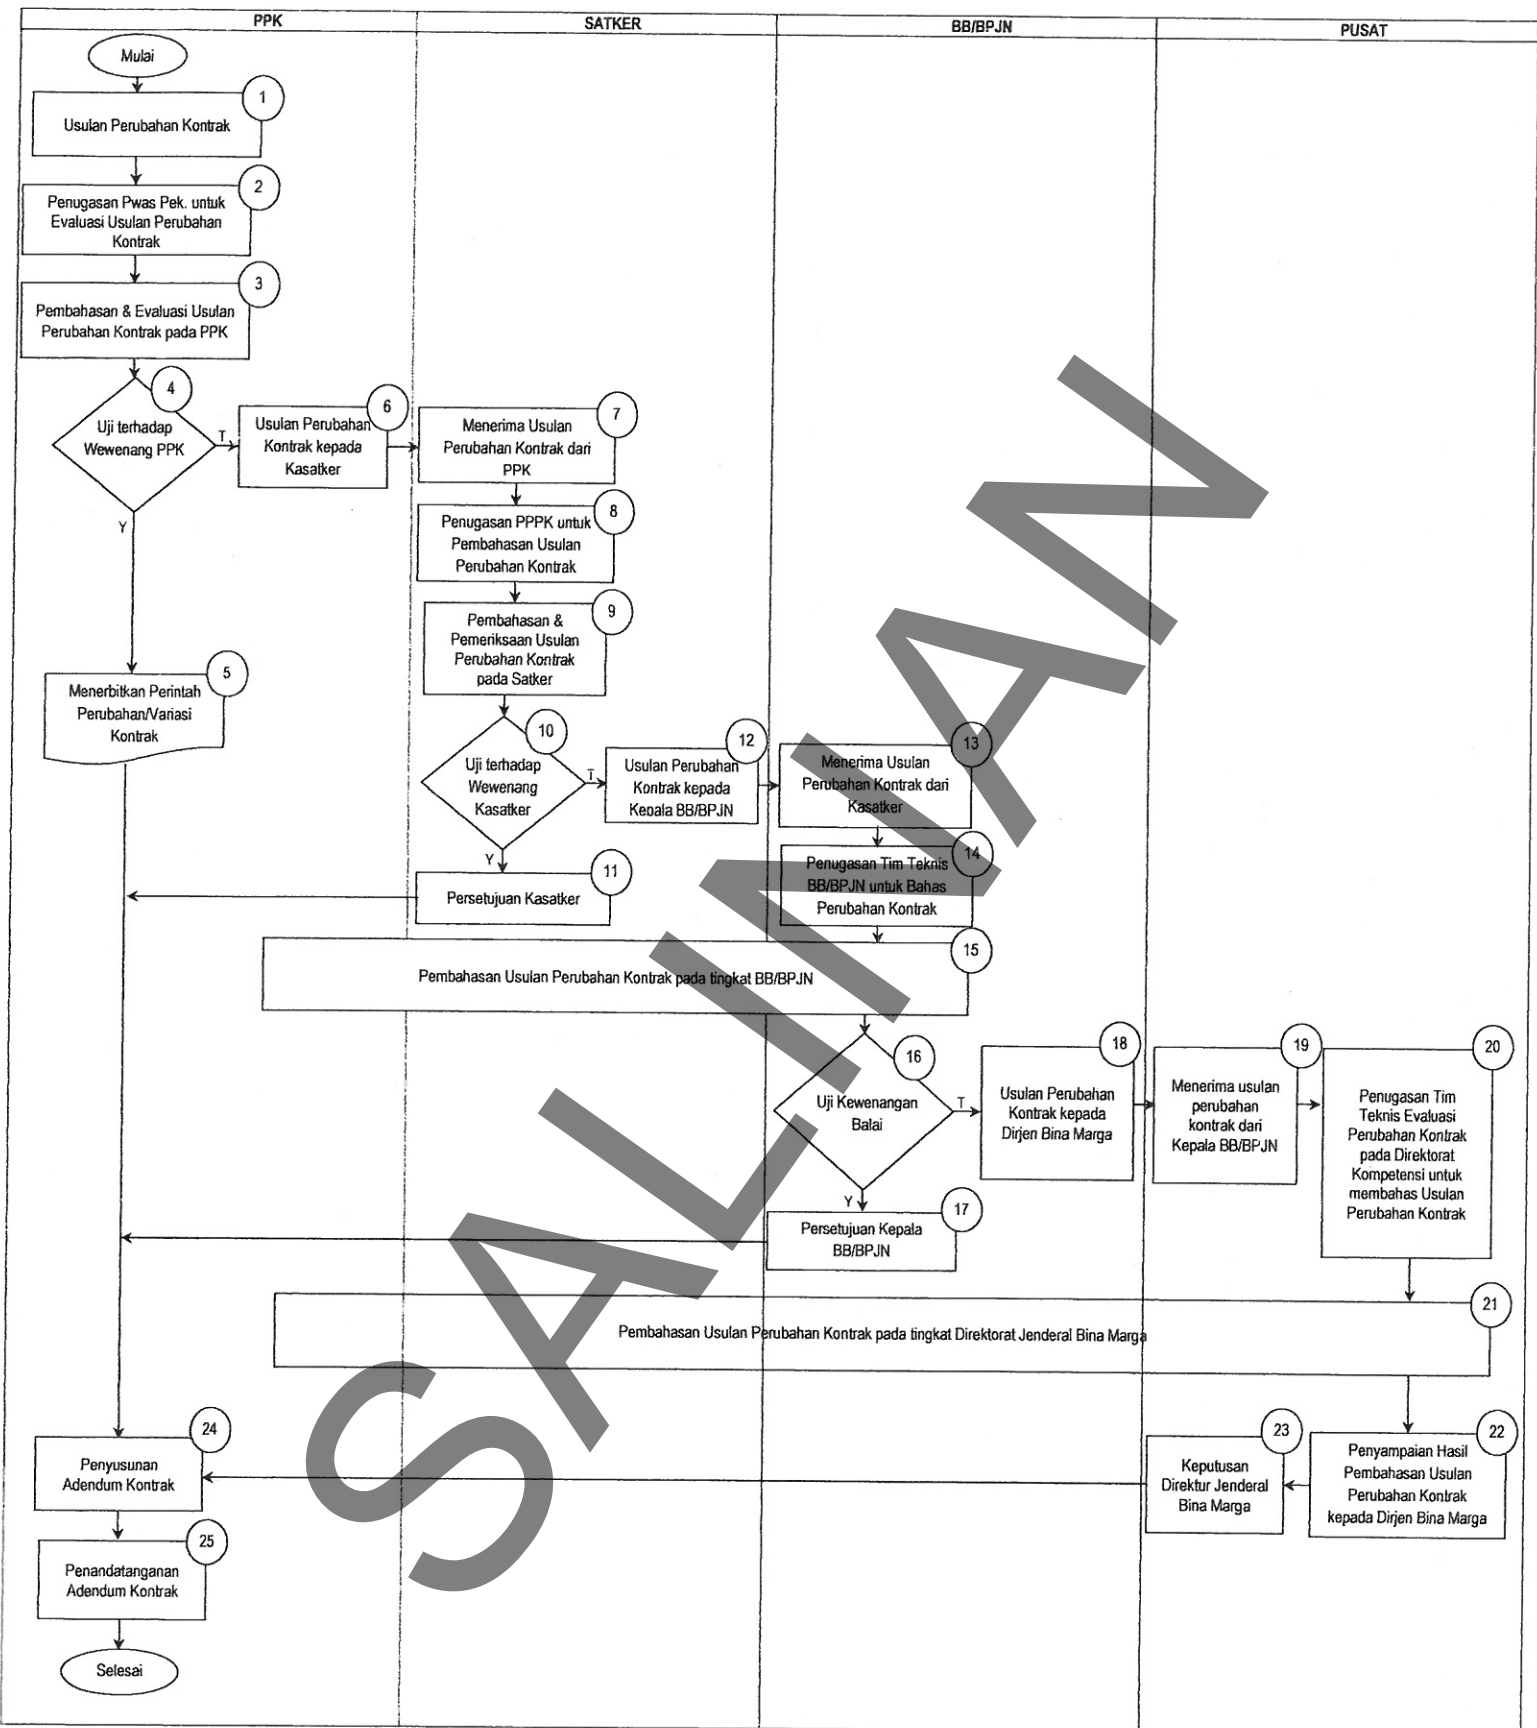 PPK
SATKER
BB/BPJN
PUSAT
Mulai
1
Usulan Perubahan Kontrak
2
Penugasan Pwas Pek. untuk
Evaluasi Usulan Perubahan
Kontrak
3
Pembahasan & Evaluasi Usulan
Perubahan Kontrak pada PPK
4
Uji terhadap
Wewenang PPK
T
Y
6
Usulan Perubahan
Kontrak kepada
Kasatker
7
Menerima Usulan
Perubahan Kontrak dari
PPK
8
Penugasan PPPK untuk
Pembahasan Usulan
Perubahan Kontrak
9
Pembahasan &
Pemeriksaan Usulan
Perubahan Kontrak
pada Satker
5
Menerbitkan Perintah
Perubahan/Variasi
Kontrak
10
Uji terhadap
Wewenang
Kasatker
T
Y
12
Usulan Perubahan
Kontrak kepada
Kepala BB/BPJN
13
Menerima Usulan
Perubahan Kontrak dari
Kasatker
11
Persetujuan Kasatker
14
Penugasan Tim Teknis
BB/BPJN untuk Bahas
Perubahan Kontrak
15
Pembahasan Usulan Perubahan Kontrak pada tingkat BB/BPJN
16
Uji Kewenangan
Balai
T
Y
18
Usulan Perubahan
Kontrak kepada
Dirjen Bina Marga
19
Menerima usulan
perubahan
kontrak dari
Kepala BB/BPJN
20
Penugasan Tim
Teknis Evaluasi
Perubahan Kontrak
pada Direktorat
Kompetensi untuk
membahas Usulan
Perubahan Kontrak
17
Persetujuan Kepala
BB/BPJN
21
Pembahasan Usulan Perubahan Kontrak pada tingkat Direktorat Jenderal Bina Marga
24
Penyusunan
Adendum Kontrak
23
Keputusan
Direktur Jenderal
Bina Marga
22
Penyampaian Hasil
Pembahasan Usulan
Perubahan Kontrak
kepada Dirjen Bina Marga
25
Penandatanganan
Adendum Kontrak
Selesai
SALINAN